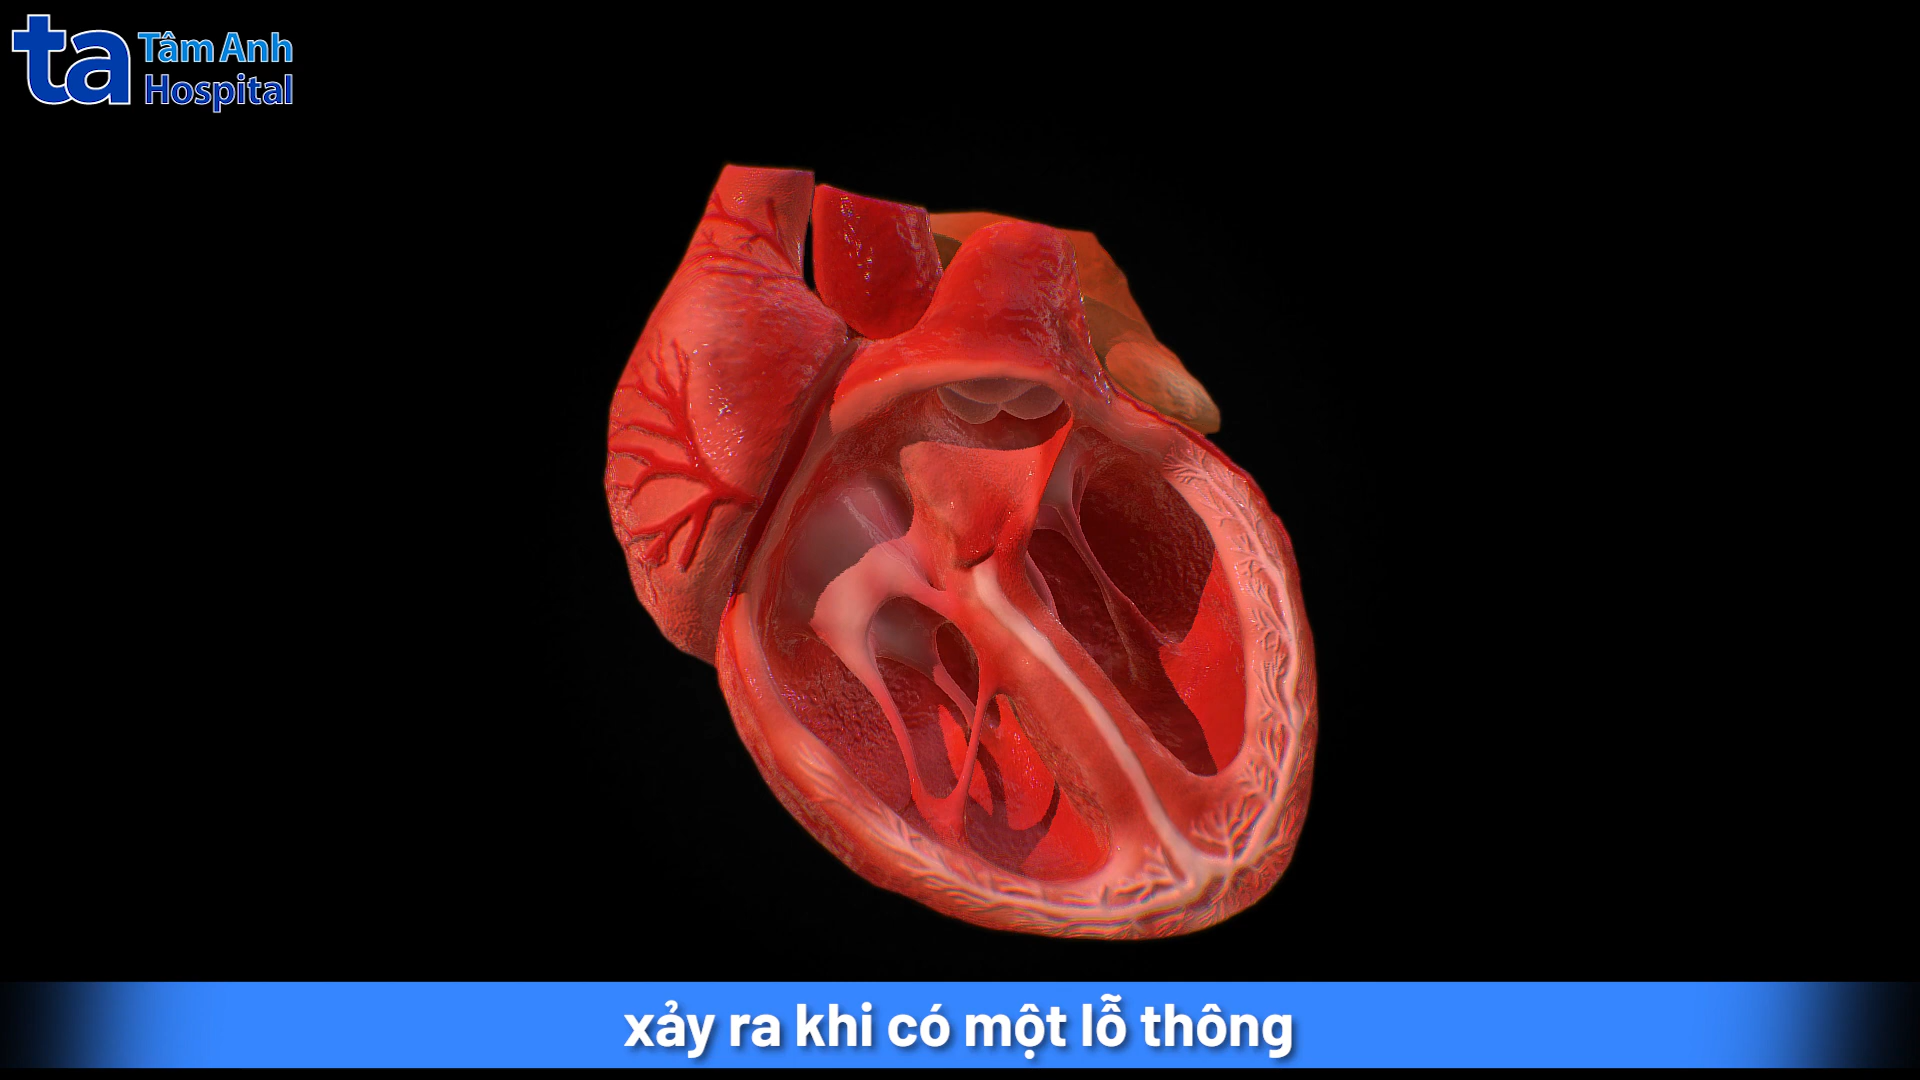 ta Tâm Anh
Hospital
xảy ra khi có một lỗ thông